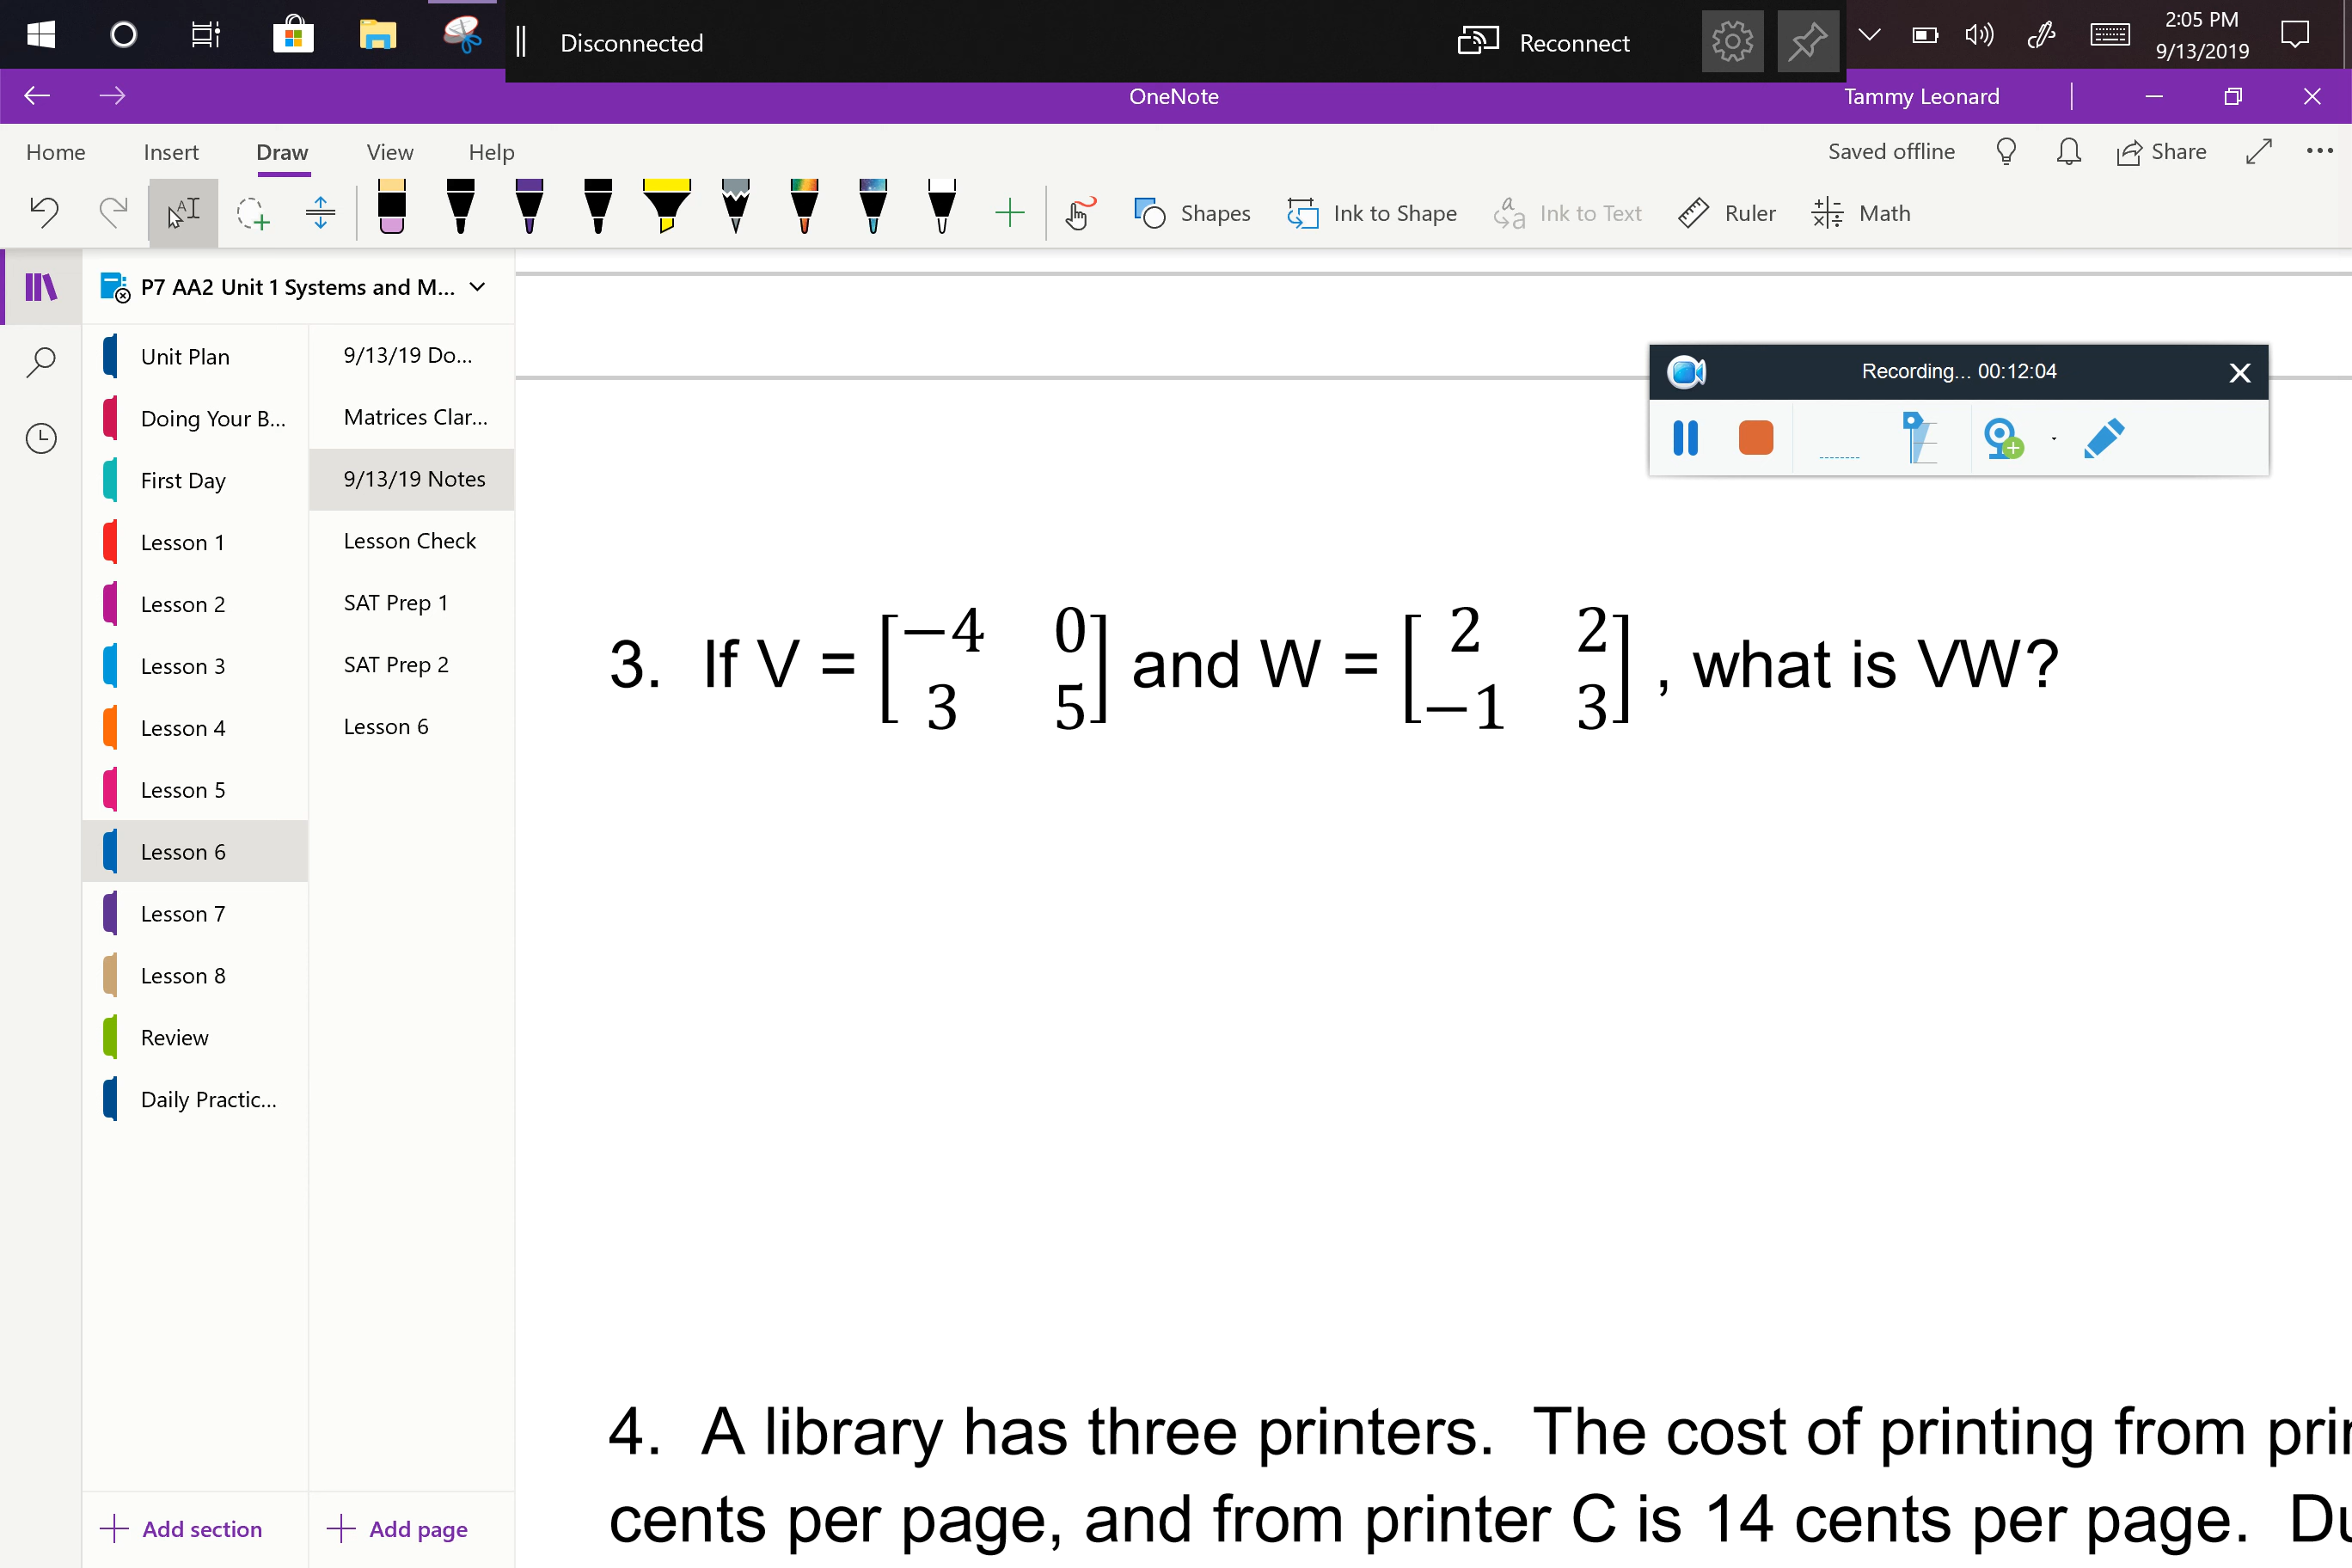 Disconnected
Reconnect
2:05 PM
9/13/2019
OneNote
Tammy Leonard
Home Insert Draw View Help
Saved offline
Share
Shapes
Ink to Shape
Ink to Text
Ruler
Math
P7 AA2 Unit 1 Systems and M...
Unit Plan
Doing Your B...
First Day
Lesson 1
Lesson 2
Lesson 3
Lesson 4
Lesson 5
Lesson 6
Lesson 7
Lesson 8
Review
Daily Practic...
Add section
9/13/19 Do...
Matrices Clar...
9/13/19 Notes
Lesson Check
SAT Prep 1
SAT Prep 2
Lesson 6
Add page
Recording... 00:12:04
3. If V = [−4 0; 3 5] and W = [2 2; −1 3], what is VW?
4. A library has three printers. The cost of printing from prin
cents per page, and from printer C is 14 cents per page. Du